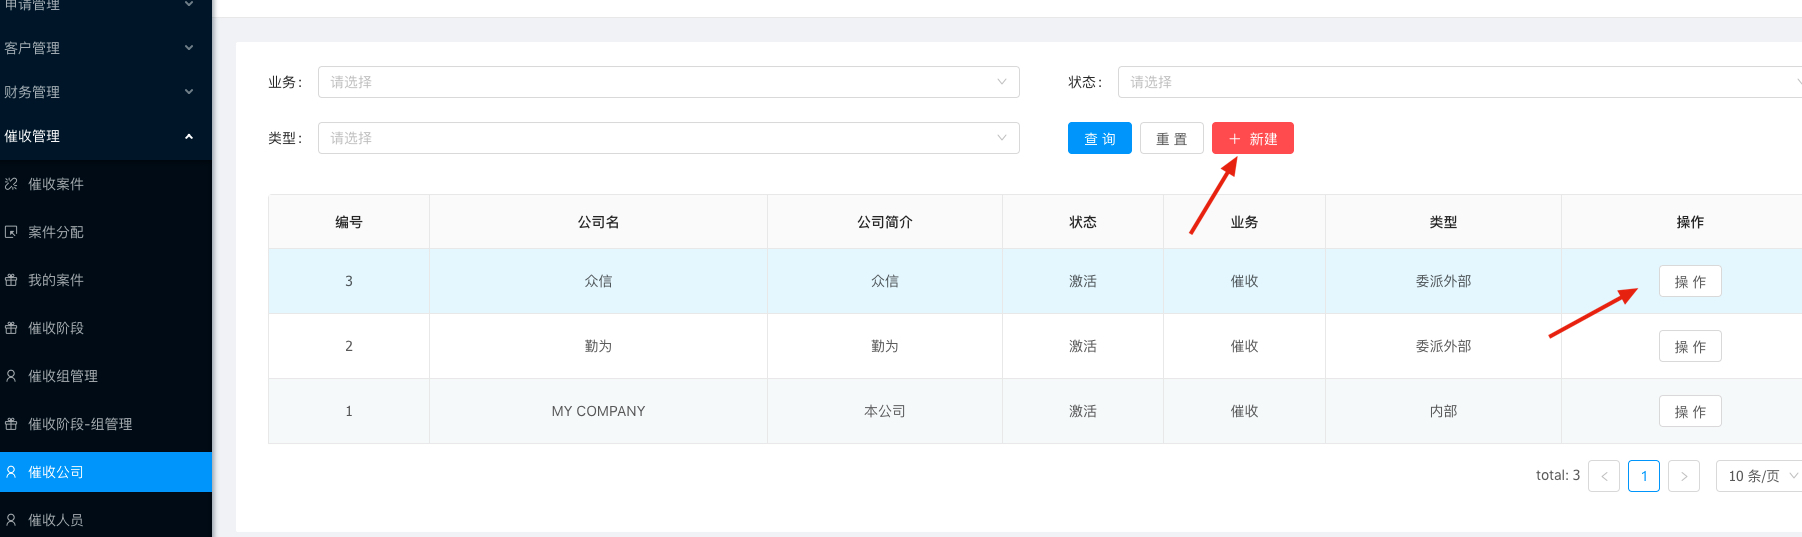 申请管理
客户管理
财务管理
催收管理
催收案件
案件分配
我的案件
催收阶段
催收组管理
催收阶段-组管理
催收公司
催收人员
业务： 请选择 状态： 请选择
类型： 请选择 查 询 重 置 + 新建
编号 公司名 公司简介 状态 业务 类型 操作
3 众信 众信 激活 催收 委派外部 操 作
2 勤为 勤为 激活 催收 委派外部 操 作
1 MY COMPANY 本公司 激活 催收 内部 操 作
total: 3 < 1 > 10 条/页